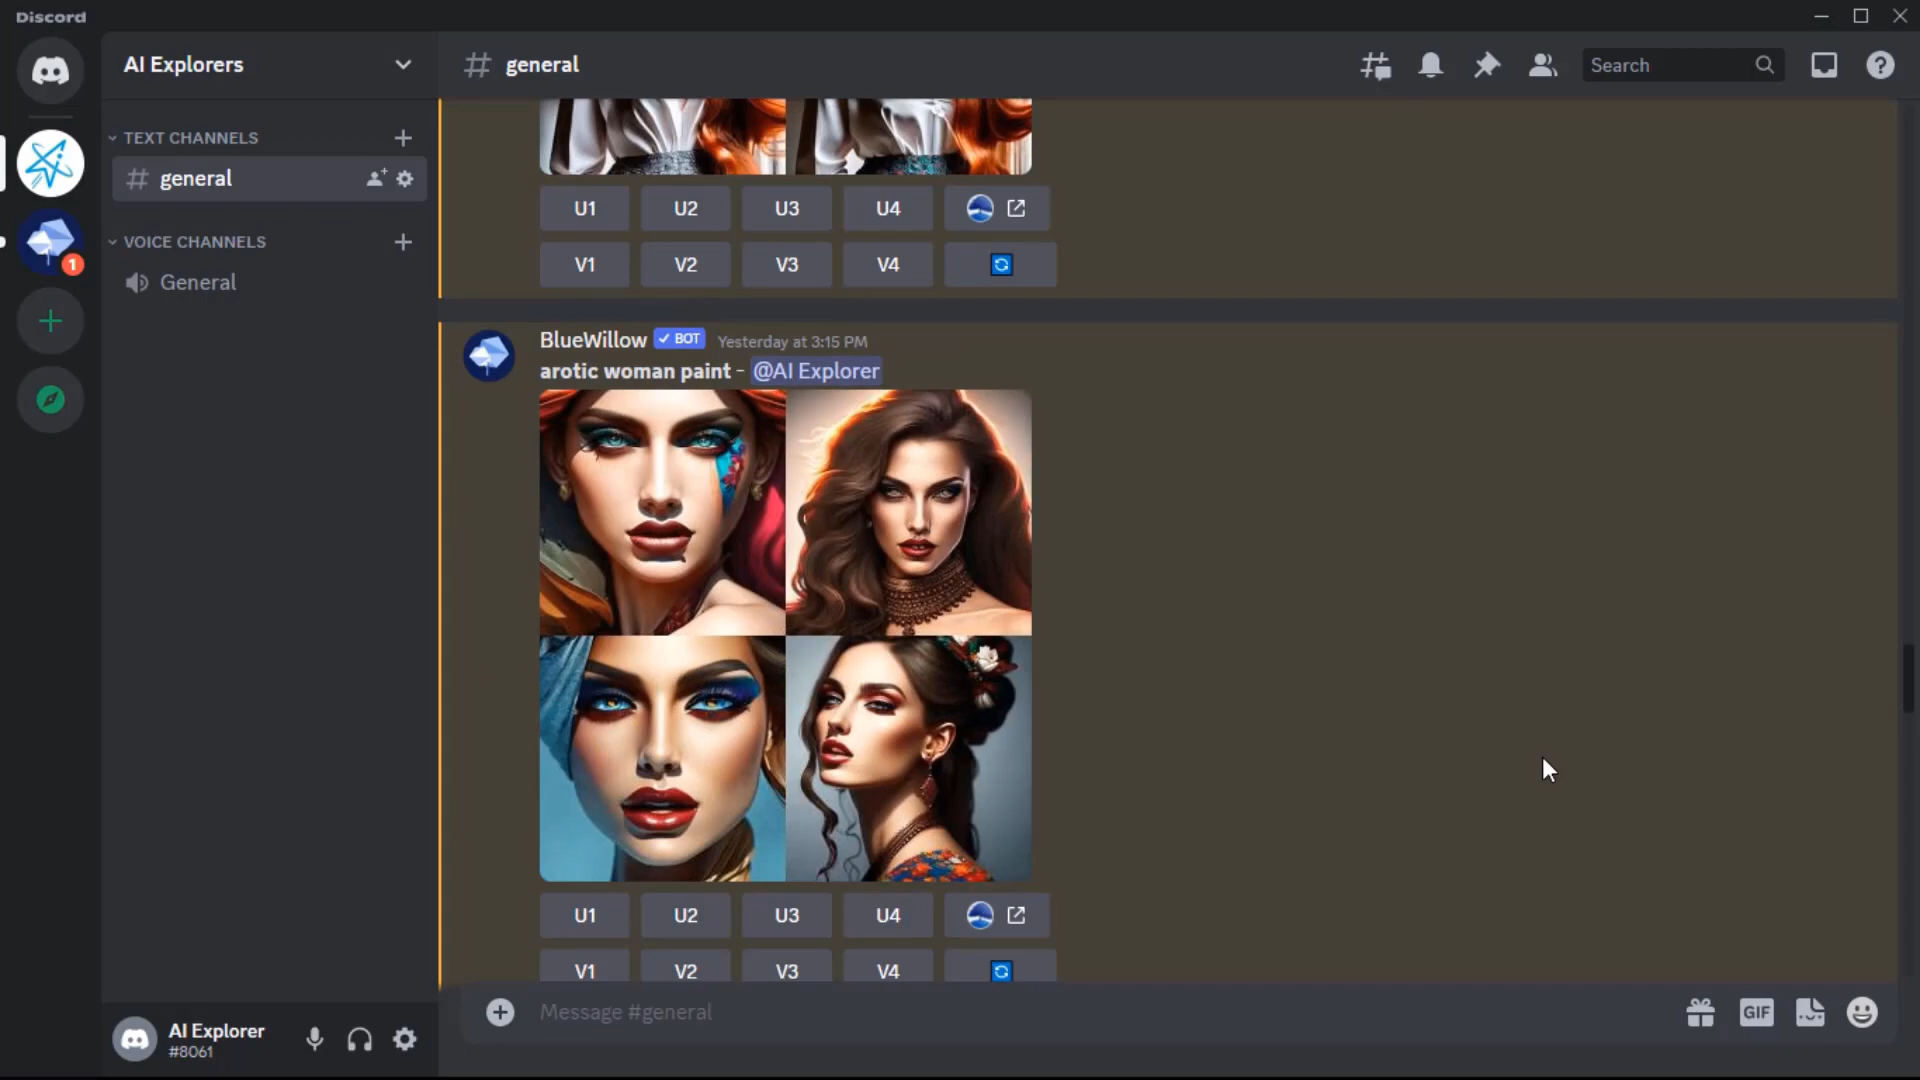 Discord
AI Explorers
general
Search
TEXT CHANNELS
general
VOICE CHANNELS
General
1
U1 U2 U3 U4
V1 V2 V3 V4
BlueWillow BOT Yesterday at 3:15 PM
arotic woman paint - @AI Explorer
U1 U2 U3 U4
V1 V2 V3 V4
Message #general
GIF
AI Explorer
#8061